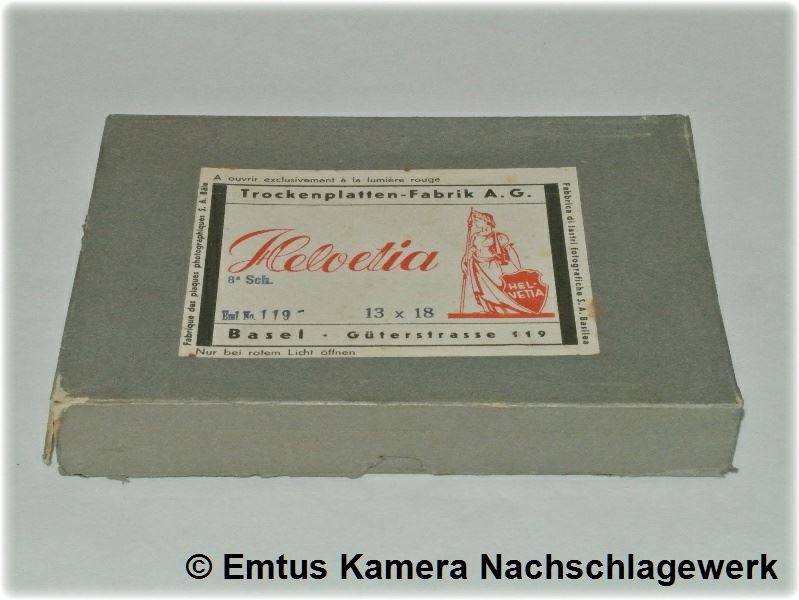 A ouvrir exclusivement à la lumière rouge
Trockenplatten-Fabrik A.G.
Fabrique des plaques photographiques S.A. Bâle
Fabbrica di lastri fotografiche S.A. Basilea
Helvetia
8° Sch.
HEL-
VETIA
Eml. No. 119-
13 x 18
Basel - Güterstrasse 119
Nur bei rotem Licht öffnen
© Emtus Kamera Nachschlagewerk